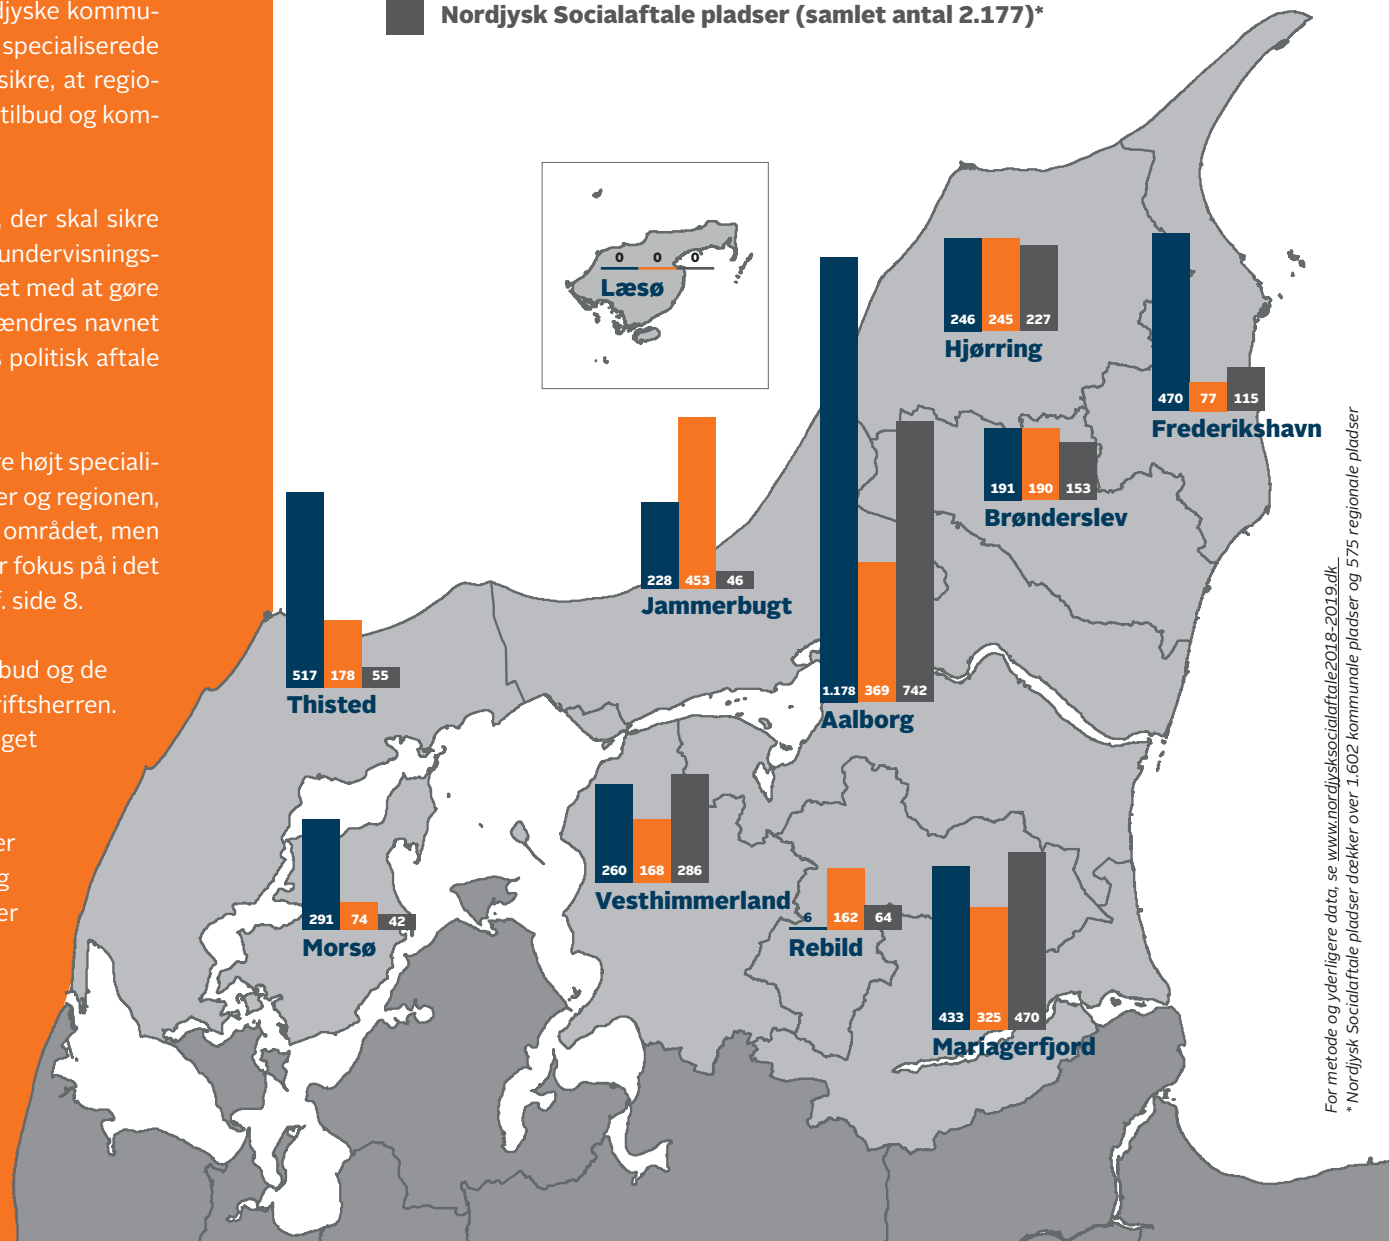 djyske kommu-
specialiserede
sikre, at regio-
tilbud og kom-
der skal sikre
undervisnings-
et med at gøre
ændres navnet
politisk aftale
re højt speciali-
er og regionen,
området, men
r fokus på i det
side 8.
bud og de
riftsherren.
get
er
g
er
Nordjysk Socialaftale pladser (samlet antal 2.177)*
0 0 0
Læsø
246 245 227
Hjørring
470 77 115
Frederikshavn
191 190 153
Brønderslev
228 453 46
Jammerbugt
517 178 55
Thisted
1.178 369 742
Aalborg
260 168 286
Vesthimmerland
291 74 42
Morsø
6 162 64
Rebild
433 325 470
Mariagerfjord
For metode og yderligere data, se www.nordjysksocialaftale2018-2019.dk
* Nordjysk Socialaftale pladser dækker over 1.602 kommunale pladser og 575 regionale pladser